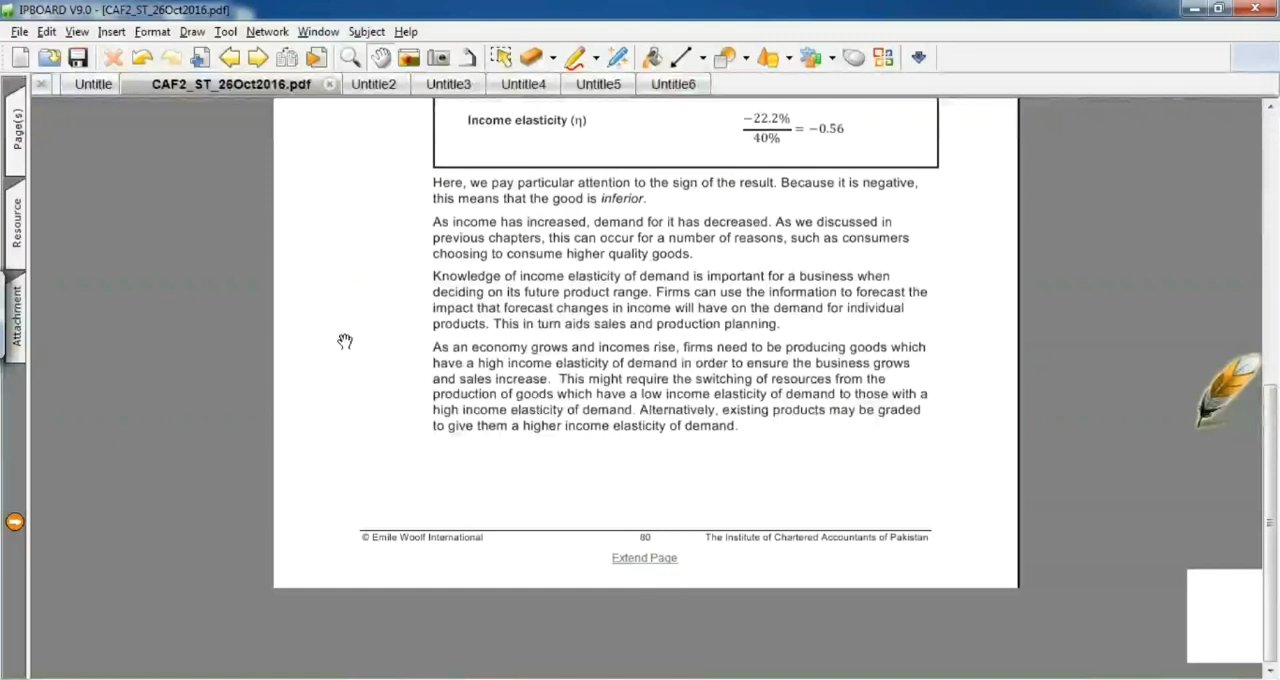 IPBOARD V9.0 - [CAF2_ST_26Oct2016.pdf]
File Edit View Insert Format Draw Tool Network Window Subject Help
Untitle CAF2_ST_26Oct2016.pdf Untitle2 Untitle3 Untitle4 Untitle5 Untitle6
Page(s)
Resource
Attachment
Income elasticity (η)
−22.2%
40%
= −0.56
Here, we pay particular attention to the sign of the result. Because it is negative,
this means that the good is inferior.
As income has increased, demand for it has decreased. As we discussed in
previous chapters, this can occur for a number of reasons, such as consumers
choosing to consume higher quality goods.
Knowledge of income elasticity of demand is important for a business when
deciding on its future product range. Firms can use the information to forecast the
impact that forecast changes in income will have on the demand for individual
products. This in turn aids sales and production planning.
As an economy grows and incomes rise, firms need to be producing goods which
have a high income elasticity of demand in order to ensure the business grows
and sales increase.  This might require the switching of resources from the
production of goods which have a low income elasticity of demand to those with a
high income elasticity of demand. Alternatively, existing products may be graded
to give them a higher income elasticity of demand.
© Emile Woolf International 80 The Institute of Chartered Accountants of Pakistan
Extend Page